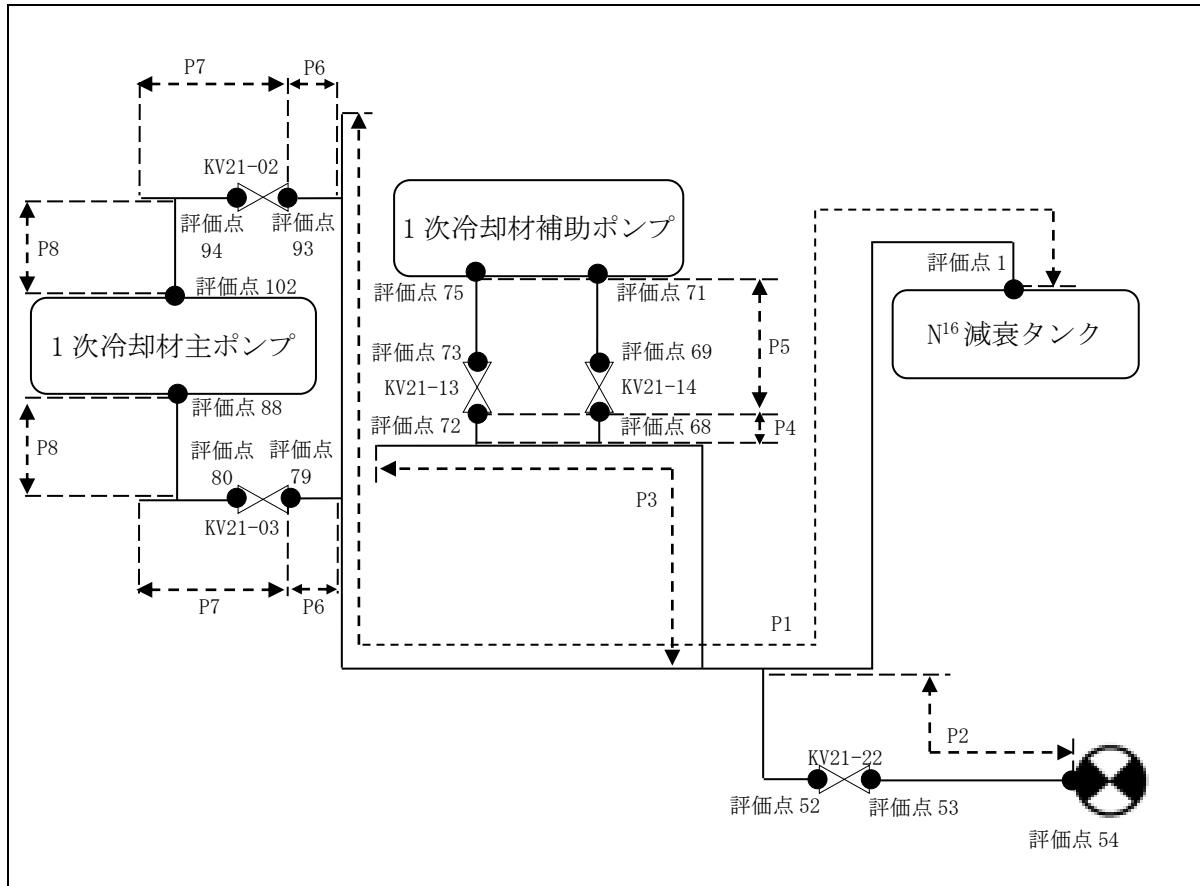 P7
P6
KV21-02
評価点
94
評価点
93
P8
評価点 102
1 次冷却材主ポンプ
評価点 88
P8
評価点
80
評価点
79
KV21-03
P7
P6
1 次冷却材補助ポンプ
評価点 75
評価点 71
評価点 73
評価点 69
KV21-13
KV21-14
評価点 72
評価点 68
P5
P4
P3
P1
評価点 1
N¹⁶減衰タンク
P2
KV21-22
評価点 52
評価点 53
評価点 54